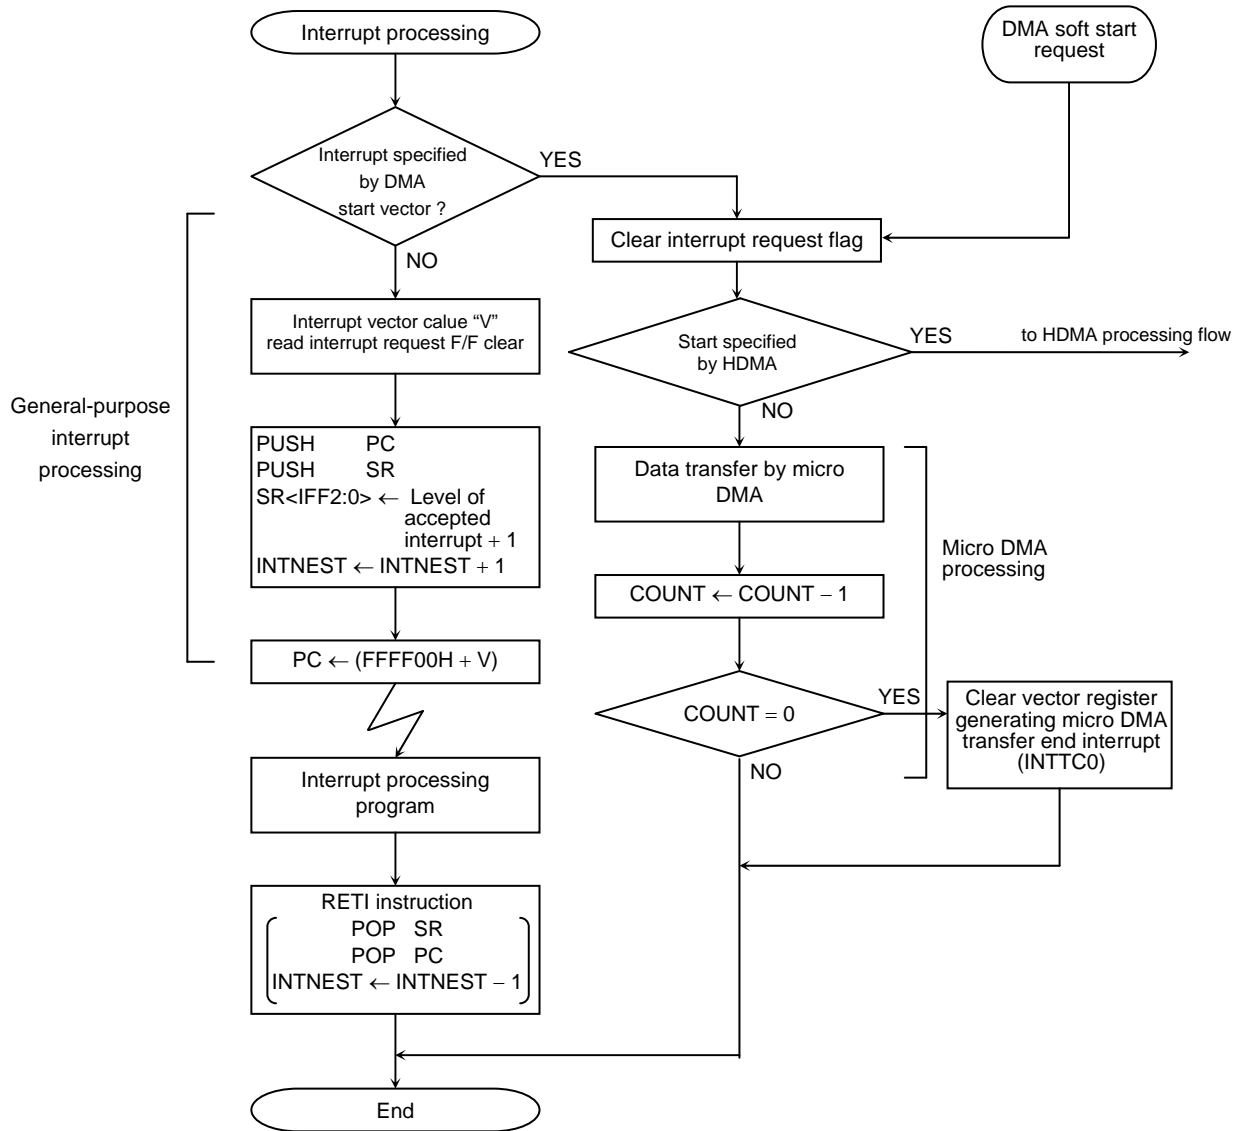 Interrupt processing
DMA soft start
request
Interrupt specified
by DMA
start vector ?
YES
NO
Clear interrupt request flag
Interrupt vector calue “V”
read interrupt request F/F clear
Start specified
by HDMA
YES
to HDMA processing flow
NO
General-purpose
interrupt
processing
PUSH PC
PUSH SR
SR<IFF2:0> ← Level of
accepted
interrupt + 1
INTNEST ← INTNEST + 1
Data transfer by micro
DMA
Micro DMA
processing
COUNT ← COUNT − 1
PC ← (FFFF00H + V)
COUNT = 0
YES
NO
Clear vector register
generating micro DMA
transfer end interrupt
(INTTC0)
Interrupt processing
program
RETI instruction
POP SR
POP PC
INTNEST ← INTNEST − 1
End